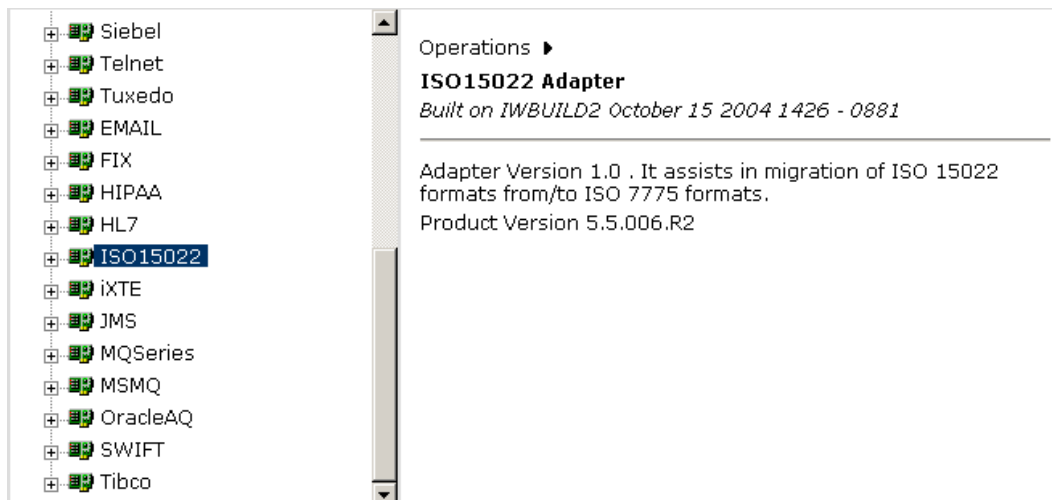 Siebel
Telnet
Tuxedo
EMAIL
FIX
HIPAA
HL7
ISO15022
iXTE
JMS
MQSeries
MSMQ
OracleAQ
SWIFT
Tibco
Operations
ISO15022 Adapter
Built on IWBUILD2 October 15 2004 1426 - 0881
Adapter Version 1.0 . It assists in migration of ISO 15022
formats from/to ISO 7775 formats.
Product Version 5.5.006.R2